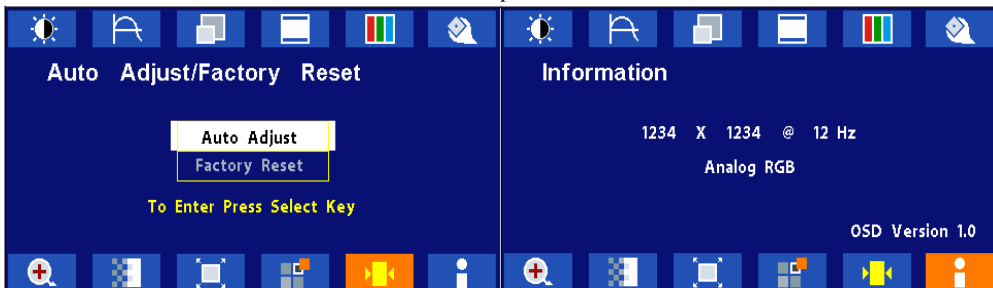 Auto Adjust/Factory Reset
Auto Adjust
Factory Reset
To Enter Press Select Key
Information
1234 X 1234 @ 12 Hz
Analog RGB
OSD Version 1.0